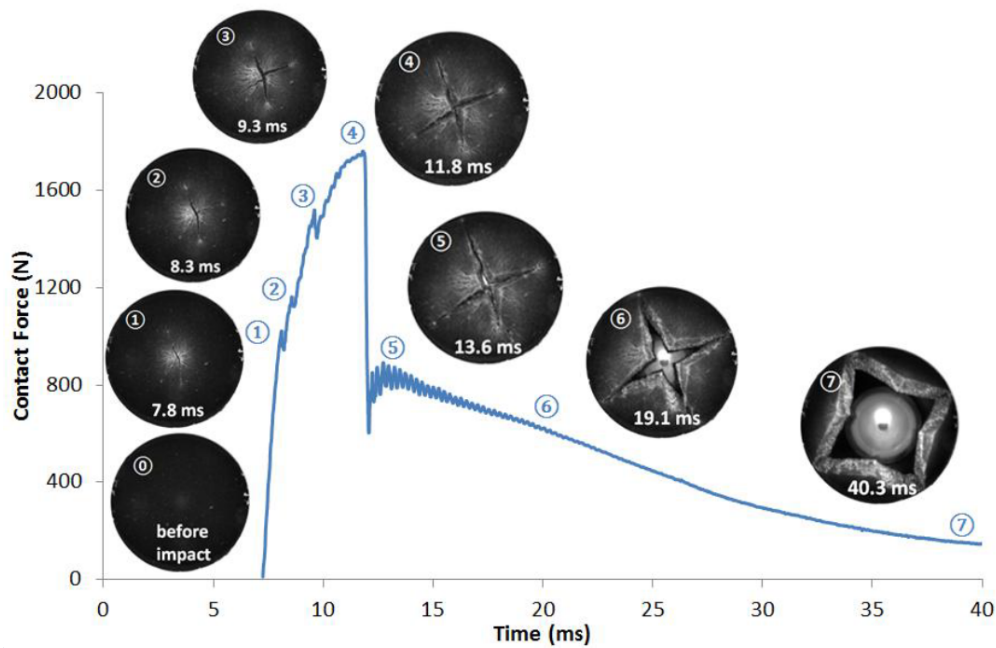 ③
9.3 ms
④
11.8 ms
②
8.3 ms
⑤
13.6 ms
①
7.8 ms
⑥
19.1 ms
⑦
40.3 ms
⓪
before
impact
2000
1600
1200
800
400
0
Contact Force (N)
①
②
③
④
⑤
⑥
⑦
0
5
10
15
20
25
30
35
40
Time (ms)